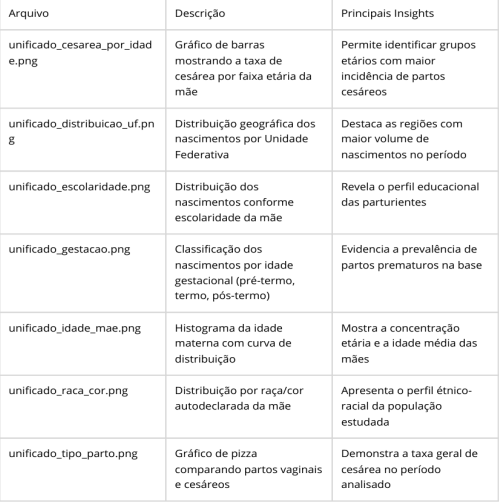 Arquivo
Descrição
Principais Insights
unificado_cesarea_por_idad
e.png
Gráfico de barras
mostrando a taxa de
cesárea por faixa etária da
mãe
Permite identificar grupos
etários com maior
incidência de partos
cesáreos
unificado_distribuicao_uf.pn
g
Distribuição geográfica dos
nascimentos por Unidade
Federativa
Destaca as regiões com
maior volume de
nascimentos no período
unificado_escolaridade.png
Distribuição dos
nascimentos conforme
escolaridade da mãe
Revela o perfil educacional
das parturientes
unificado_gestacao.png
Classificação dos
nascimentos por idade
gestacional (pré-termo,
termo, pós-termo)
Evidencia a prevalência de
partos prematuros na base
unificado_idade_mae.png
Histograma da idade
materna com curva de
distribuição
Mostra a concentração
etária e a idade média das
mães
unificado_raca_cor.png
Distribuição por raça/cor
autodeclarada da mãe
Apresenta o perfil étnico-
racial da população
estudada
unificado_tipo_parto.png
Gráfico de pizza
comparando partos vaginais
e cesáreos
Demonstra a taxa geral de
cesárea no período
analisado